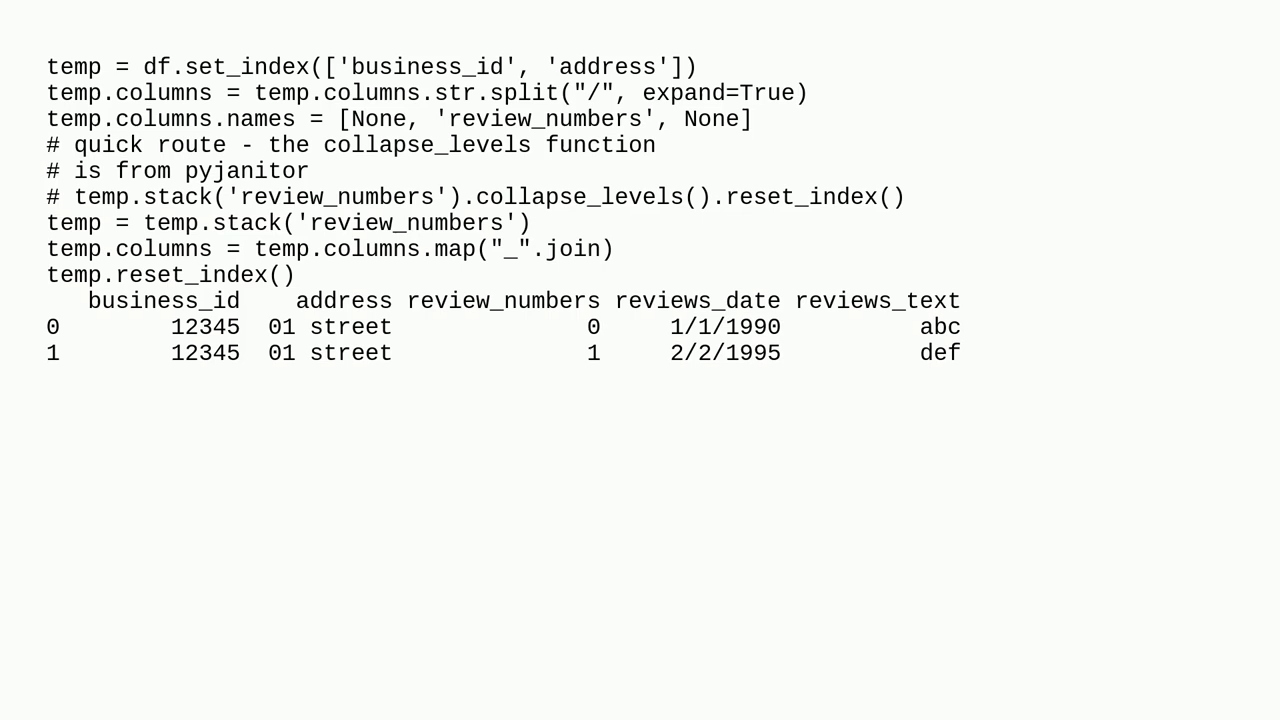 temp = df.set_index(['business_id', 'address'])
temp.columns = temp.columns.str.split("/", expand=True)
temp.columns.names = [None, 'review_numbers', None]
# quick route - the collapse_levels function
# is from pyjanitor
# temp.stack('review_numbers').collapse_levels().reset_index()
temp = temp.stack('review_numbers')
temp.columns = temp.columns.map("_".join)
temp.reset_index()
   business_id    address review_numbers reviews_date reviews_text
0        12345  01 street              0     1/1/1990          abc
1        12345  01 street              1     2/2/1995          def